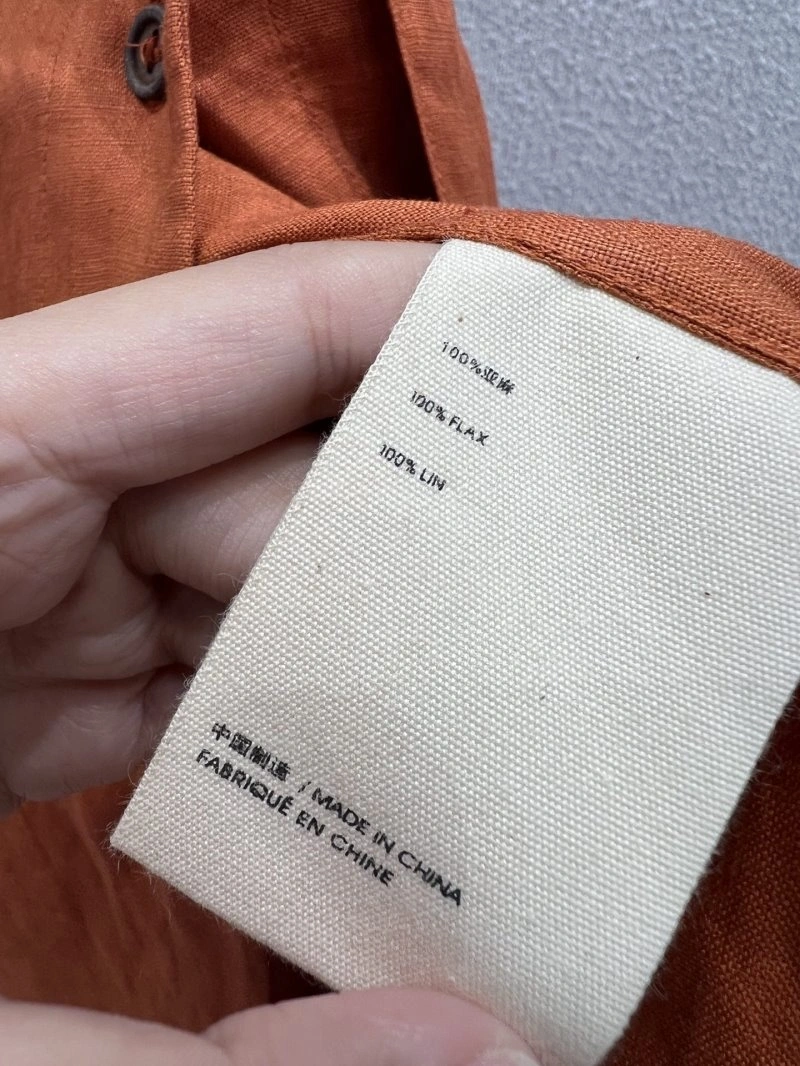 100%亚麻
100% FLAX
100% LIN
中国制造 / MADE IN CHINA
FABRIQUÉ EN CHINE